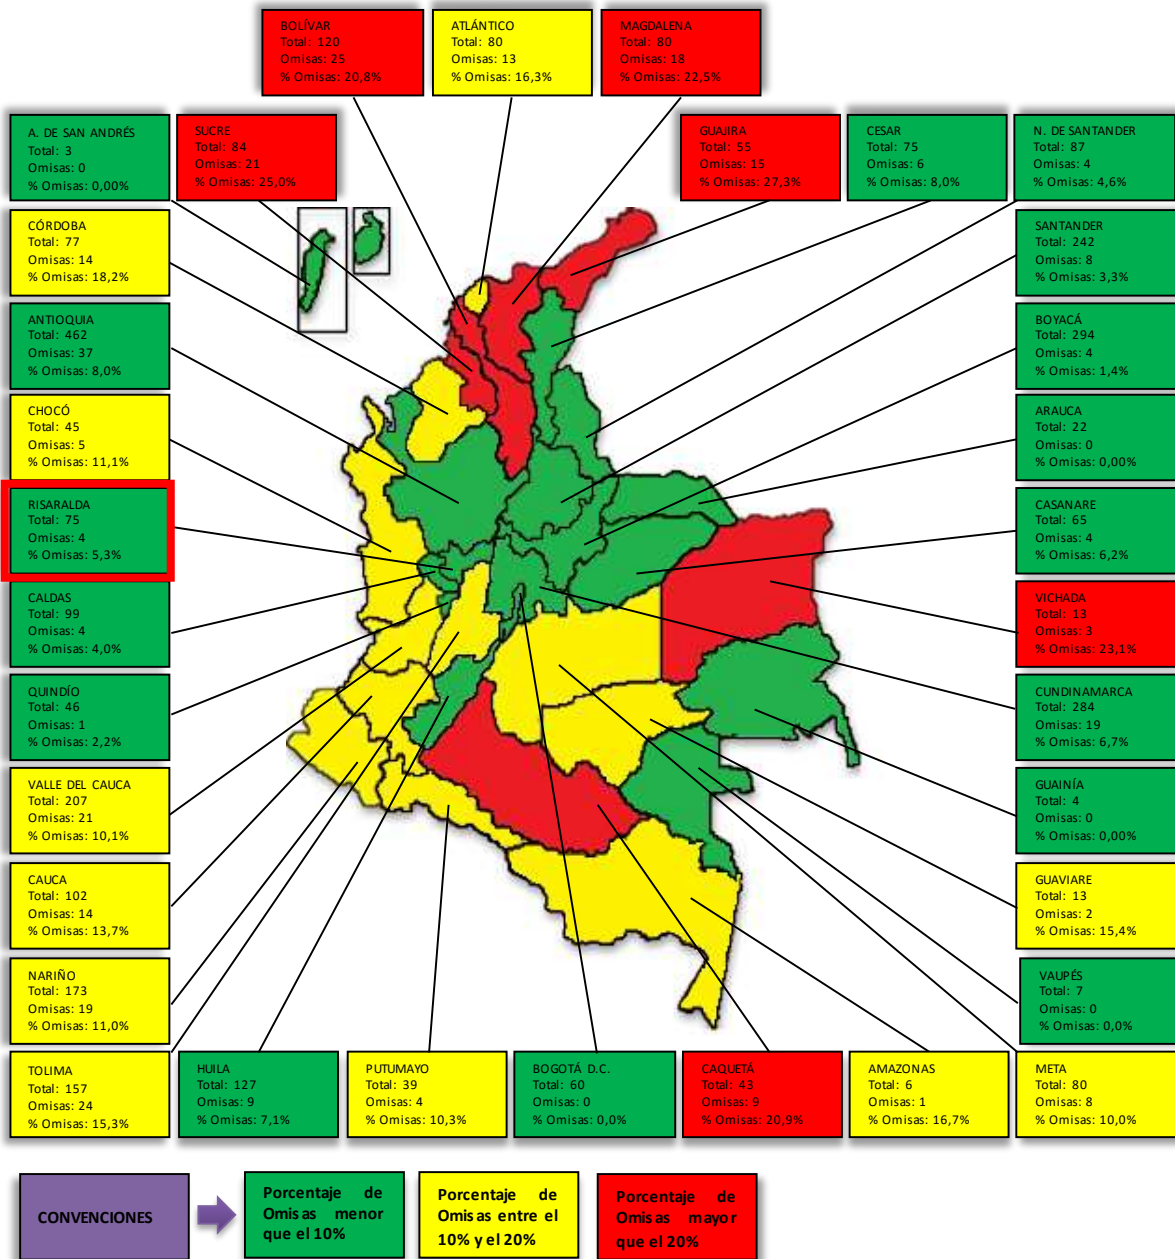 BOLÍVAR
Total: 120
Omisas: 25
% Omisas: 20,8%
ATLÁNTICO
Total: 80
Omisas: 13
% Omisas: 16,3%
MAGDALENA
Total: 80
Omisas: 18
% Omisas: 22,5%
A. DE SAN ANDRÉS
Total: 3
Omisas: 0
% Omisas: 0,00%
SUCRE
Total: 84
Omisas: 21
% Omisas: 25,0%
GUAJIRA
Total: 55
Omisas: 15
% Omisas: 27,3%
CESAR
Total: 75
Omisas: 6
% Omisas: 8,0%
N. DE SANTANDER
Total: 87
Omisas: 4
% Omisas: 4,6%
CÓRDOBA
Total: 77
Omisas: 14
% Omisas: 18,2%
SANTANDER
Total: 242
Omisas: 8
% Omisas: 3,3%
ANTIOQUIA
Total: 462
Omisas: 37
% Omisas: 8,0%
BOYACÁ
Total: 294
Omisas: 4
% Omisas: 1,4%
CHOCÓ
Total: 45
Omisas: 5
% Omisas: 11,1%
ARAUCA
Total: 22
Omisas: 0
% Omisas: 0,00%
RISARALDA
Total: 75
Omisas: 4
% Omisas: 5,3%
CASANARE
Total: 65
Omisas: 4
% Omisas: 6,2%
CALDAS
Total: 99
Omisas: 4
% Omisas: 4,0%
VICHADA
Total: 13
Omisas: 3
% Omisas: 23,1%
QUINDÍO
Total: 46
Omisas: 1
% Omisas: 2,2%
CUNDINAMARCA
Total: 284
Omisas: 19
% Omisas: 6,7%
VALLE DEL CAUCA
Total: 207
Omisas: 21
% Omisas: 10,1%
GUAINÍA
Total: 4
Omisas: 0
% Omisas: 0,00%
CAUCA
Total: 102
Omisas: 14
% Omisas: 13,7%
GUAVIARE
Total: 13
Omisas: 2
% Omisas: 15,4%
NARIÑO
Total: 173
Omisas: 19
% Omisas: 11,0%
VAUPÉS
Total: 7
Omisas: 0
% Omisas: 0,0%
TOLIMA
Total: 157
Omisas: 24
% Omisas: 15,3%
HUILA
Total: 127
Omisas: 9
% Omisas: 7,1%
PUTUMAYO
Total: 39
Omisas: 4
% Omisas: 10,3%
BOGOTÁ D.C.
Total: 60
Omisas: 0
% Omisas: 0,0%
CAQUETÁ
Total: 43
Omisas: 9
% Omisas: 20,9%
AMAZONAS
Total: 6
Omisas: 1
% Omisas: 16,7%
META
Total: 80
Omisas: 8
% Omisas: 10,0%
CONVENCIONES
Porcentaje de
Omisas menor
que el 10%
Porcentaje de
Omisas entre el
10% y el 20%
Porcentaje de
Omisas mayor
que el 20%